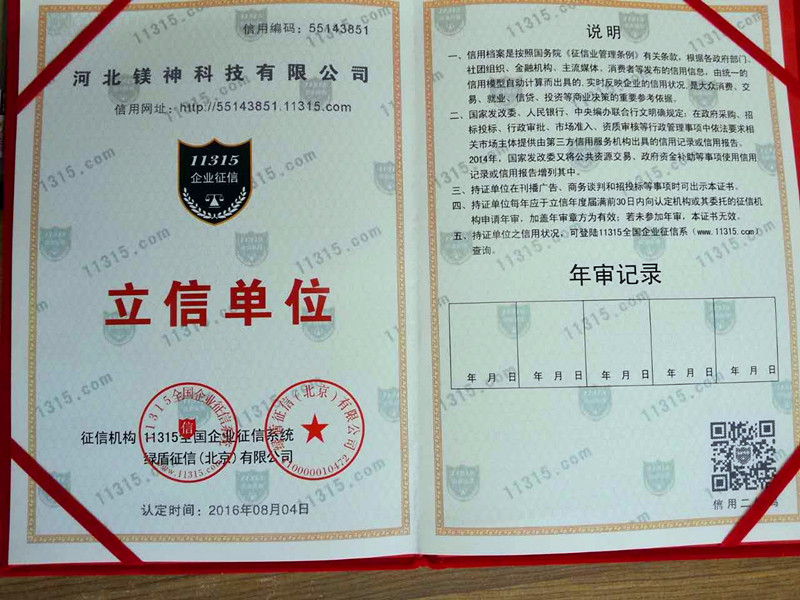 信用编码：55143851
河北镁神科技有限公司
信用网址：http://55143851.11315.com
11315
企业征信
立信单位
征信机构 11315全国企业征信系统
绿盾征信(北京)有限公司
认定时间：2016年08月04日
说明
一、信用档案是按照国务院《征信业管理条例》有关条款，根据各政府部门、
社团组织、金融机构、主流媒体、消费者等发布的信用信息，由统一的
信用模型自动计算而出具的，实时反映企业的信用状况，是大众消费、交
易、就业、信贷、投资等商业决策的重要参考依据。
二、国家发改委、人民银行、中央编办联合行文明确规定：在政府采购、招
标投标、行政审批、市场准入、资质审核等行政管理事项中依法要求相
关市场主体提供由第三方信用服务机构出具的信用记录或信用报告。
2014年，国家发改委又将公共资源交易、政府资金补助等事项使用信用
记录或信用报告增列其中。
三、持证单位在刊播广告、商务谈判和招投标等事项时可出示本证书。
四、持证单位每年应于立信年度届满前30日内向认定机构或其委托的征信机
构申请年审，加盖年审章方为有效；若未参加年审，本证书无效。
五、持证单位之信用状况，可登陆11315全国企业征信系（www.11315.com）
查询。
年审记录
年 月 日 年 月 日 年 月 日 年 月 日 年 月 日
信用二